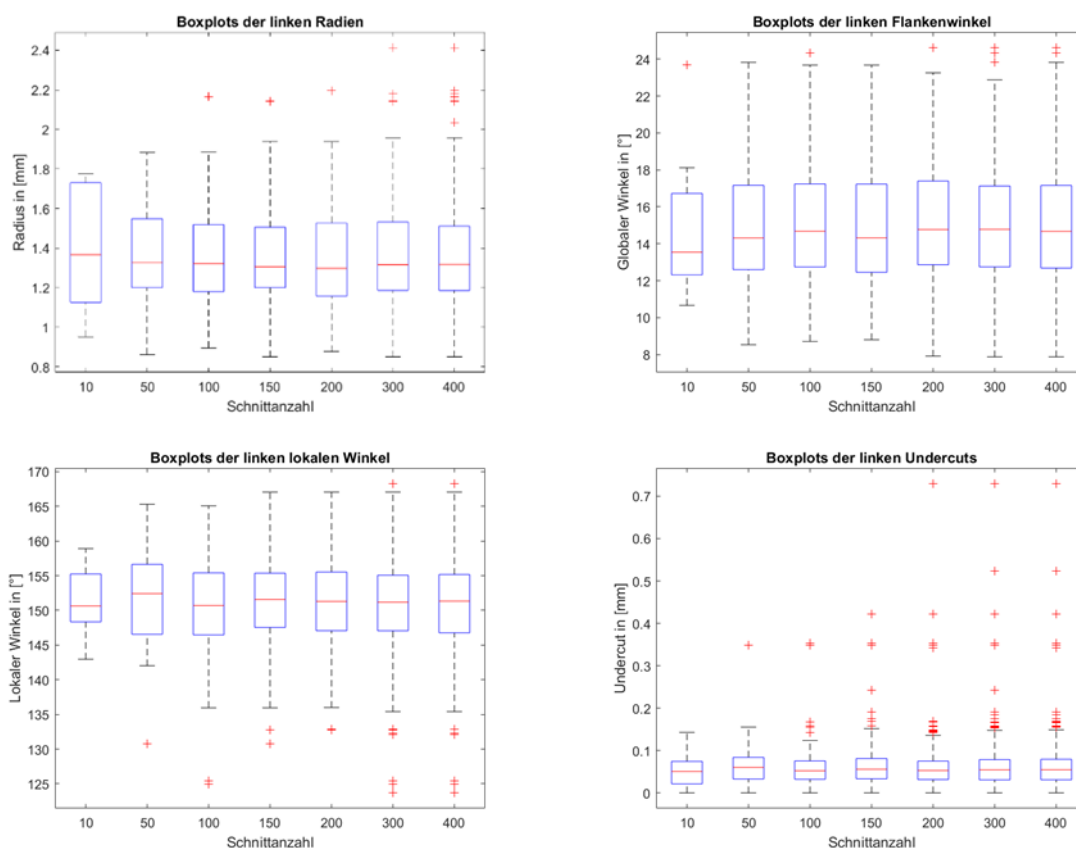 Boxplots der linken Radien
2.4
2.2
2
1.8
1.6
1.4
1.2
1
0.8
Radius in [mm]
10 50 100 150 200 300 400
Schnittanzahl
Boxplots der linken Flankenwinkel
24
22
20
18
16
14
12
10
8
Globaler Winkel in [°]
10 50 100 150 200 300 400
Schnittanzahl
Boxplots der linken lokalen Winkel
170
165
160
155
150
145
140
135
130
125
Lokaler Winkel in [°]
10 50 100 150 200 300 400
Schnittanzahl
Boxplots der linken Undercuts
0.7
0.6
0.5
0.4
0.3
0.2
0.1
0
Undercut in [mm]
10 50 100 150 200 300 400
Schnittanzahl